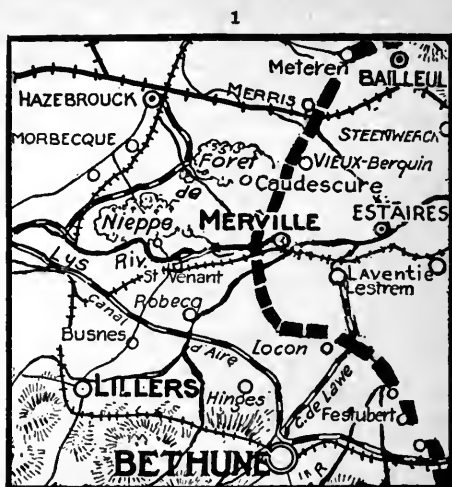 1
Meteren
BAILLEUL
HAZEBROUCK
MERRIS
MORBECQUE
STEENWERCK
Forêt
VIEUX-Berquin
de
Caudescure
Nieppe
MERVILLE
ESTAIRES
Lys
Riv.
St Venant
Laventie
Lestrem
Canal
Robecq
Busnes
d'Aire
Locon
LILLERS
Hinges
C. de Lawe
Festubert
BETHUNE